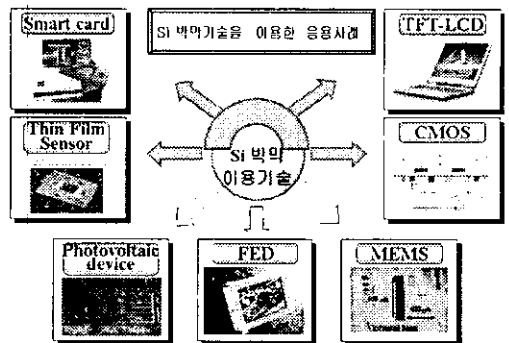 Smart card
Si 박막기술을 이용한 응용사례
TFT-LCD
Thin Film
Sensor
Si 박막
이용기술
CMOS
Photovoltaic
device
FED
MEMS